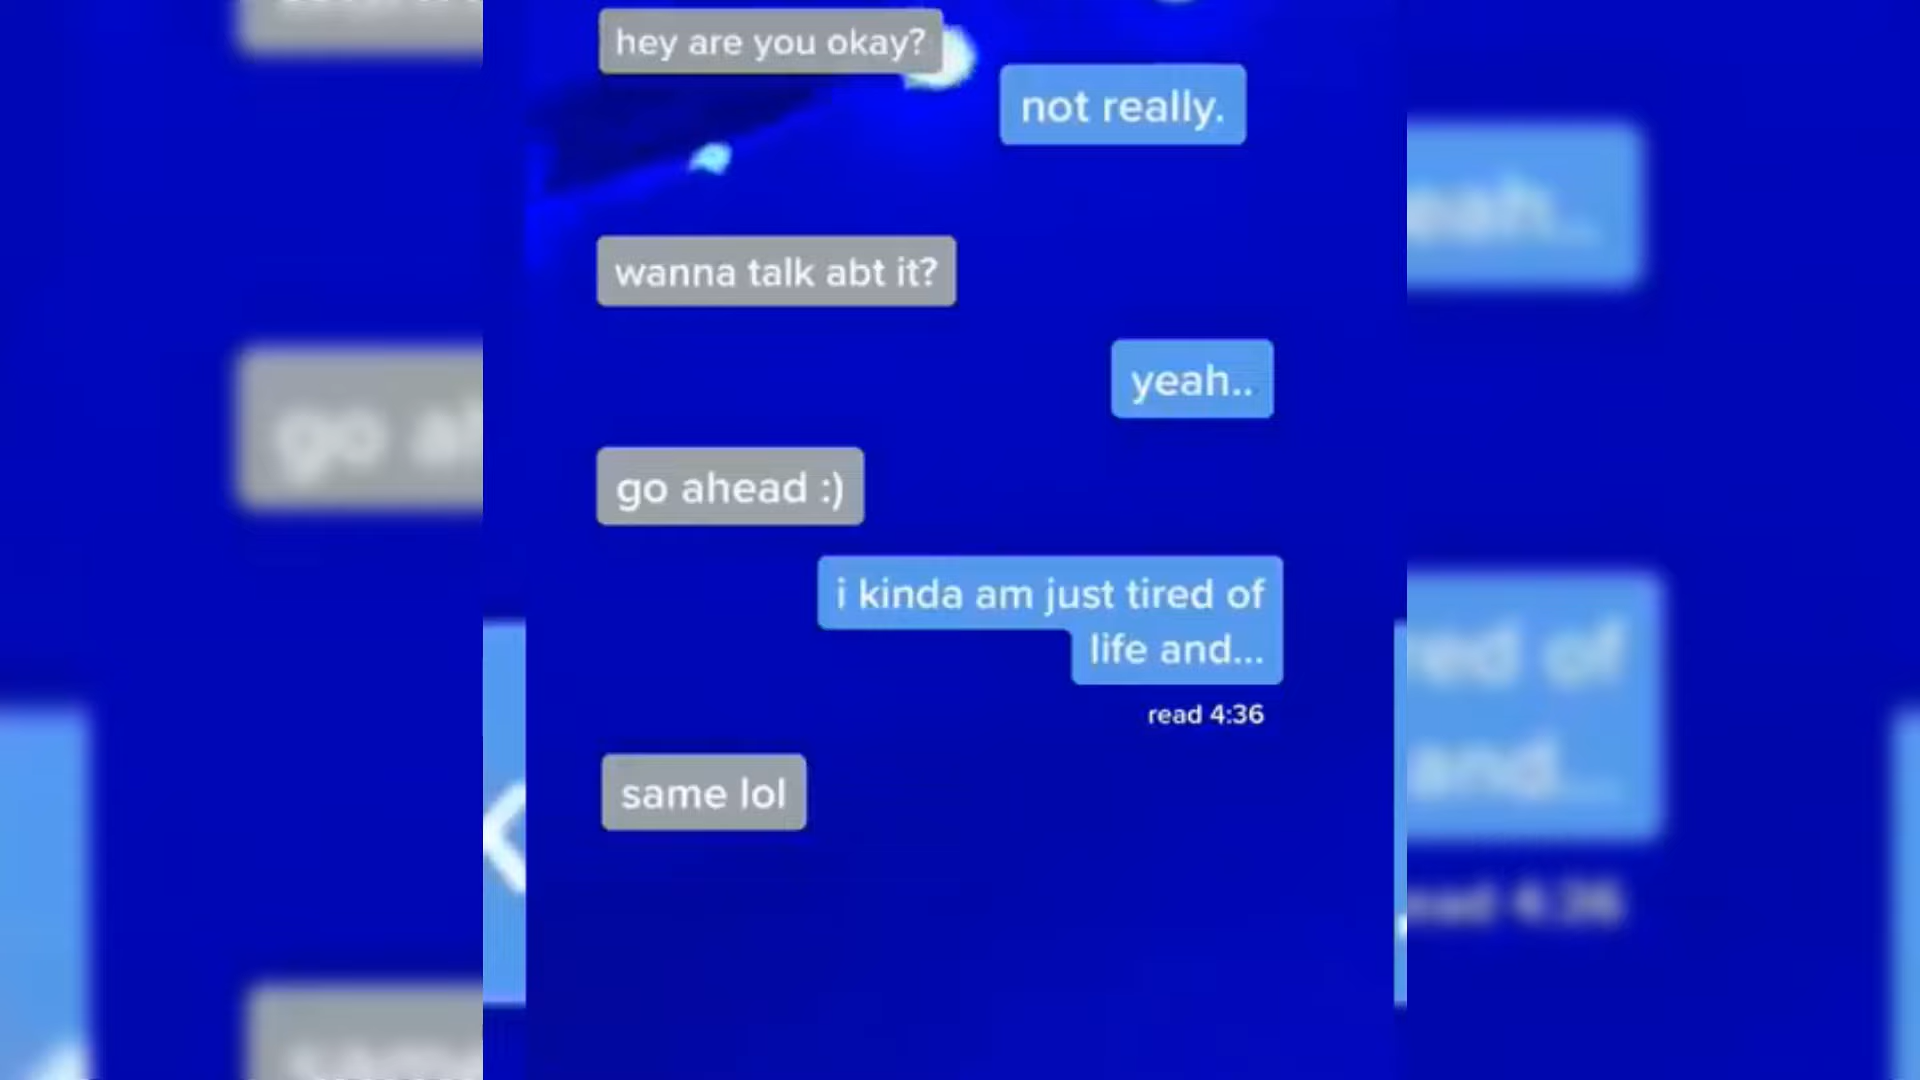 hey are you okay?
not really.
wanna talk abt it?
yeah..
go ahead :)
i kinda am just tired of
life and...
read 4:36
same lol